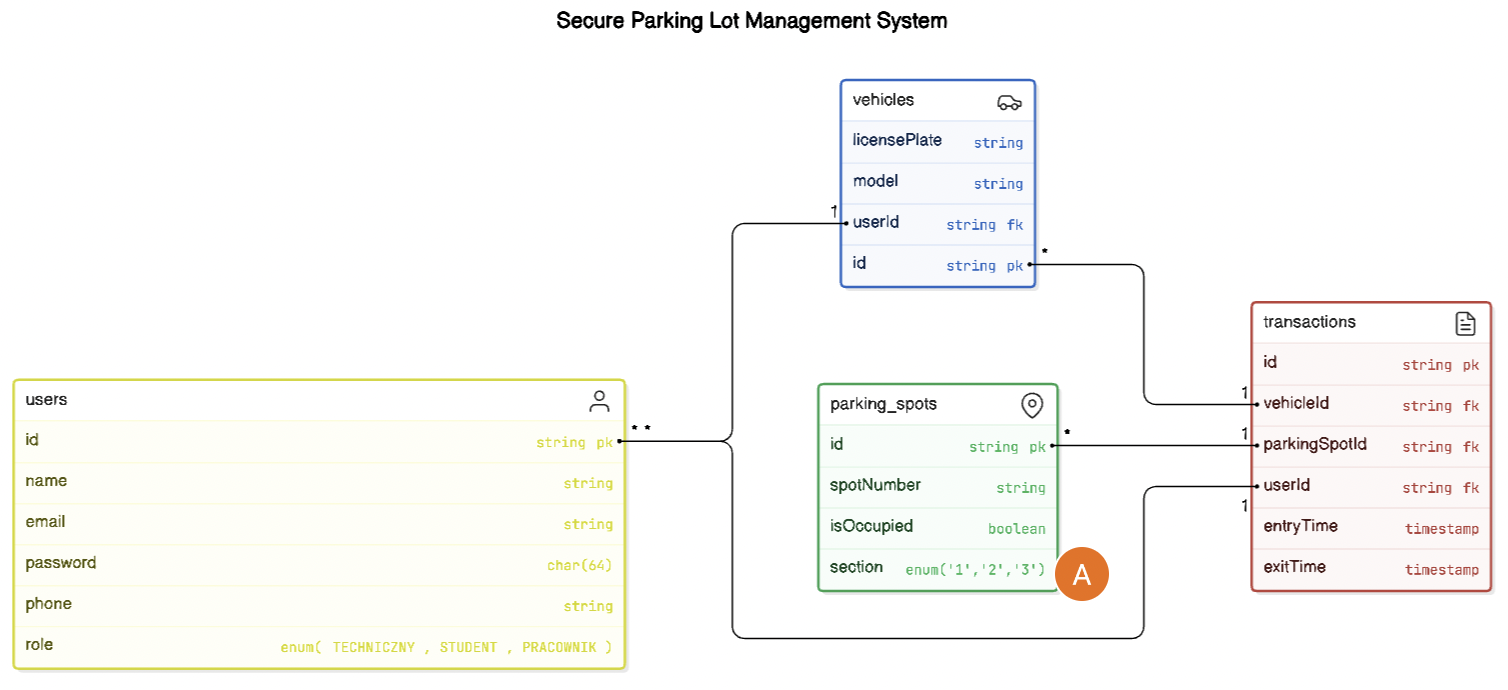 Secure Parking Lot Management System
vehicles
licensePlate string
model string
1
userId string fk
id string pk
*
transactions
id string pk
1
vehicleId string fk
1
parkingSpotId string fk
userId string fk
1
entryTime timestamp
exitTime timestamp
users
id string pk
* *
name string
email string
password char(64)
phone string
role enum( TECHNICZNY , STUDENT , PRACOWNIK )
parking_spots
id string pk
*
spotNumber string
isOccupied boolean
section enum('1','2','3')
A